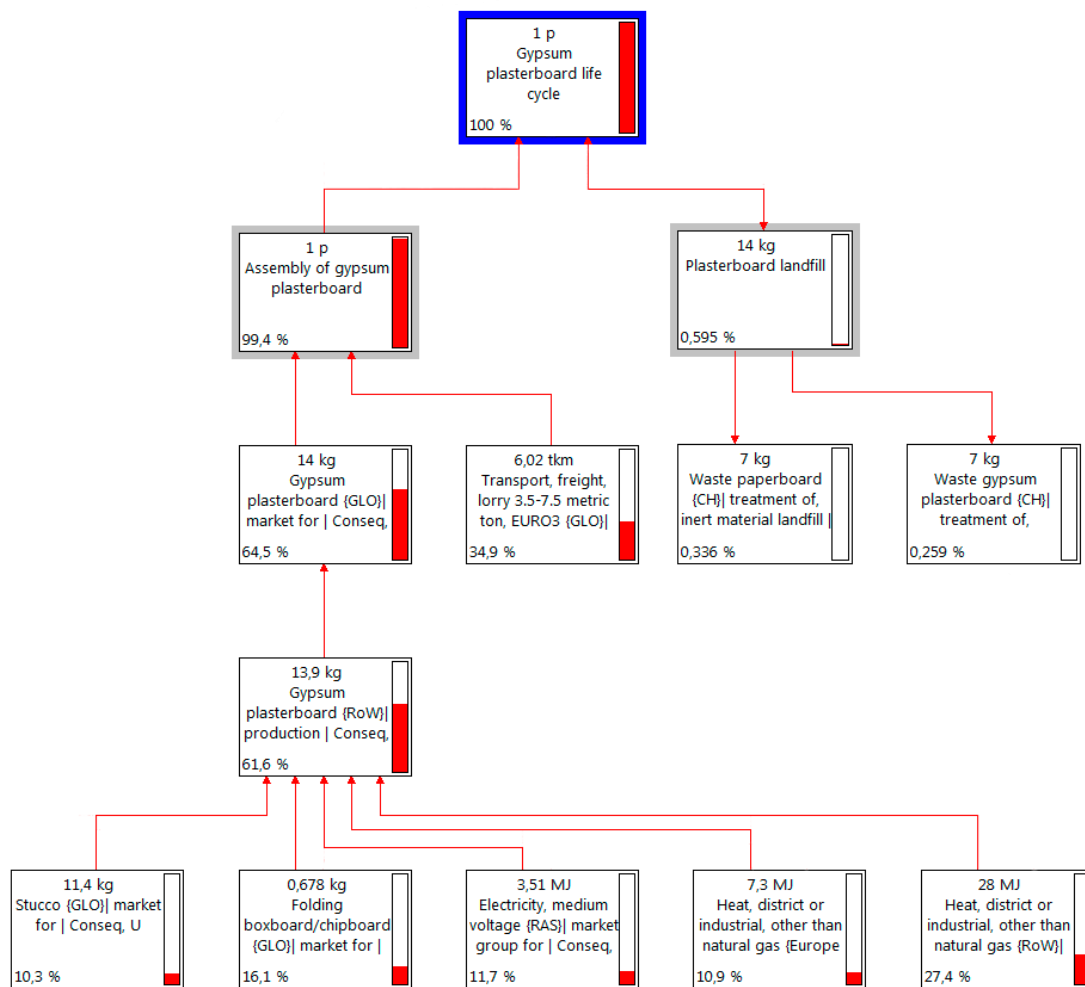 1 p
Gypsum
plasterboard life
cycle
100 %
1 p
Assembly of gypsum
plasterboard
99,4 %
14 kg
Plasterboard landfill
0,595 %
14 kg
Gypsum
plasterboard {GLO}|
market for | Conseq,
64,5 %
6,02 tkm
Transport, freight,
lorry 3.5-7.5 metric
ton, EURO3 {GLO}|
34,9 %
7 kg
Waste paperboard
{CH}| treatment of,
inert material landfill |
0,336 %
7 kg
Waste gypsum
plasterboard {CH}|
treatment of,
0,259 %
13,9 kg
Gypsum
plasterboard {RoW}|
production | Conseq,
61,6 %
11,4 kg
Stucco {GLO}| market
for | Conseq, U
10,3 %
0,678 kg
Folding
boxboard/chipboard
{GLO}| market for |
16,1 %
3,51 MJ
Electricity, medium
voltage {RAS}| market
group for | Conseq,
11,7 %
7,3 MJ
Heat, district or
industrial, other than
natural gas {Europe
10,9 %
28 MJ
Heat, district or
industrial, other than
natural gas {RoW}|
27,4 %